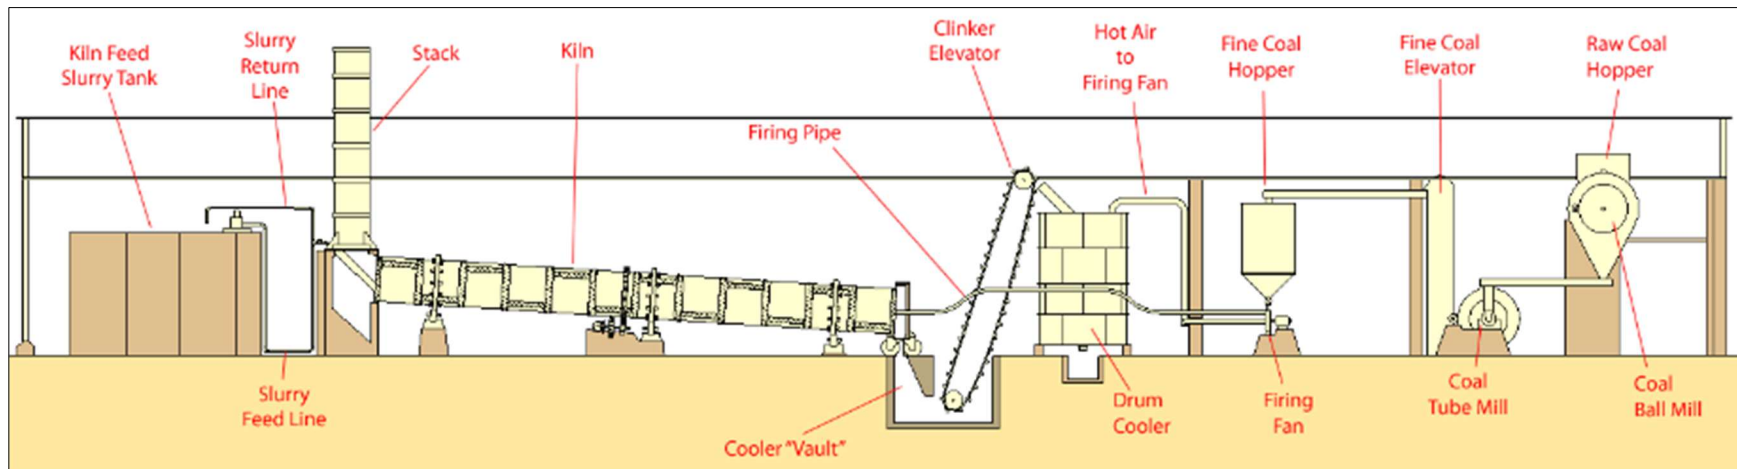 Kiln Feed
Slurry Tank
Slurry
Return
Line
Stack
Kiln
Firing Pipe
Clinker
Elevator
Hot Air
to
Firing Fan
Fine Coal
Hopper
Fine Coal
Elevator
Raw Coal
Hopper
Slurry
Feed Line
Cooler "Vault"
Drum
Cooler
Firing
Fan
Coal
Tube Mill
Coal
Ball Mill